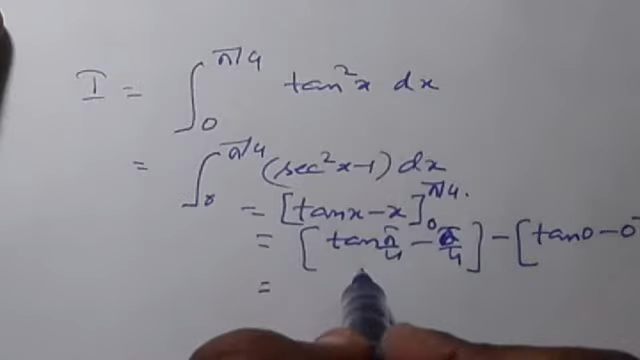 I = ∫₀^π/4 tan²x dx
= ∫₀^π/4 (sec²x-1) dx
= [tanx-x]₀^π/4.
= [tan π/4 - π/4] - [tan0-0
=